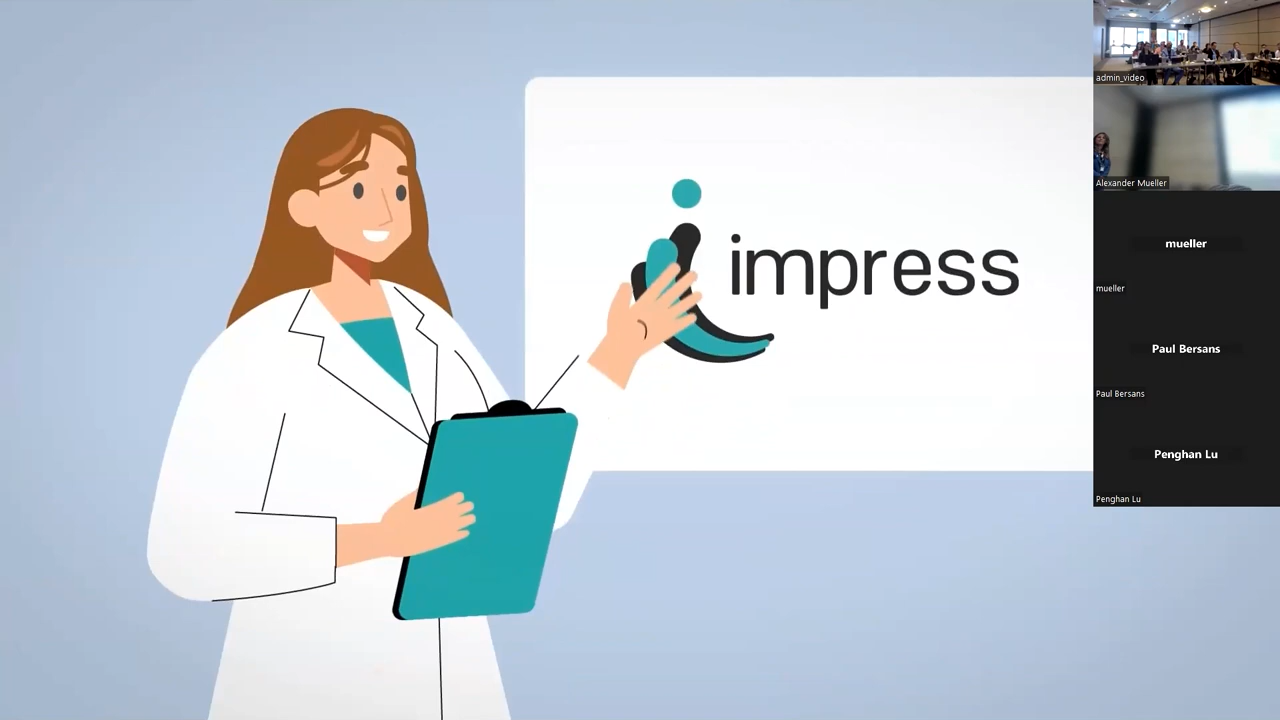 impress
admin_video
Alexander Mueller
mueller
mueller
Paul Bersans
Paul Bersans
Penghan Lu
Penghan Lu